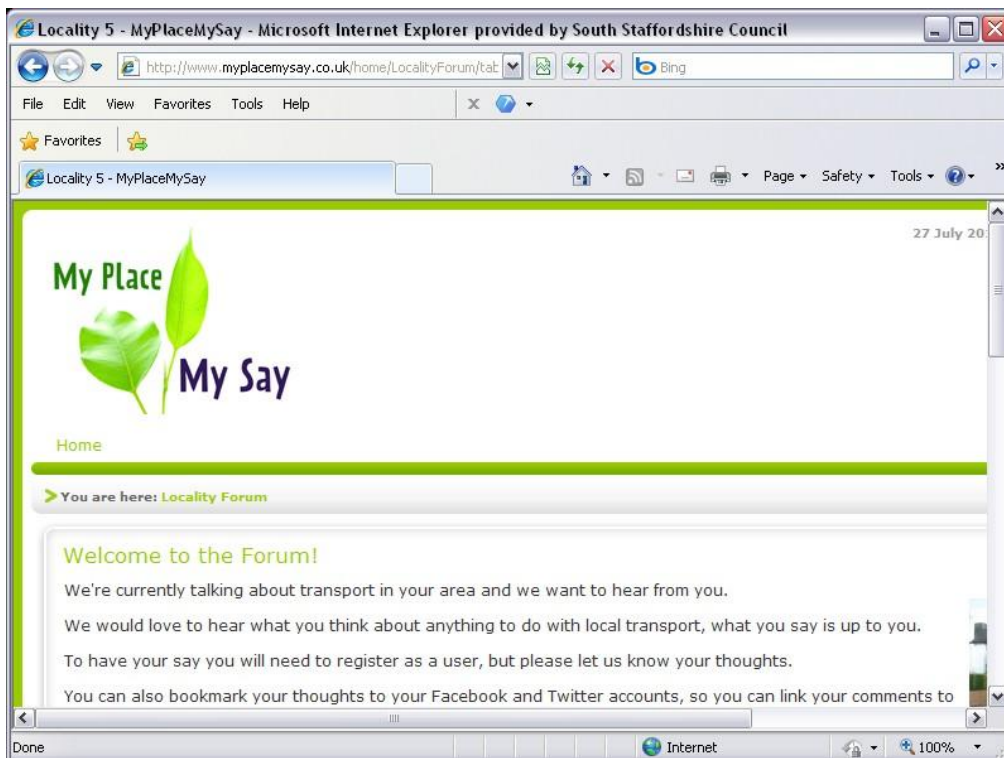 Locality 5 - MyPlaceMySay - Microsoft Internet Explorer provided by South Staffordshire Council
http://www.myplacemysay.co.uk/home/LocalityForum/tab Bing
File Edit View Favorites Tools Help X
Favorites
Locality 5 - MyPlaceMySay Page Safety Tools
27 July 20
My Place
My Say
Home
You are here: Locality Forum
Welcome to the Forum!
We're currently talking about transport in your area and we want to hear from you.
We would love to hear what you think about anything to do with local transport, what you say is up to you.
To have your say you will need to register as a user, but please let us know your thoughts.
You can also bookmark your thoughts to your Facebook and Twitter accounts, so you can link your comments to
Done Internet 100%